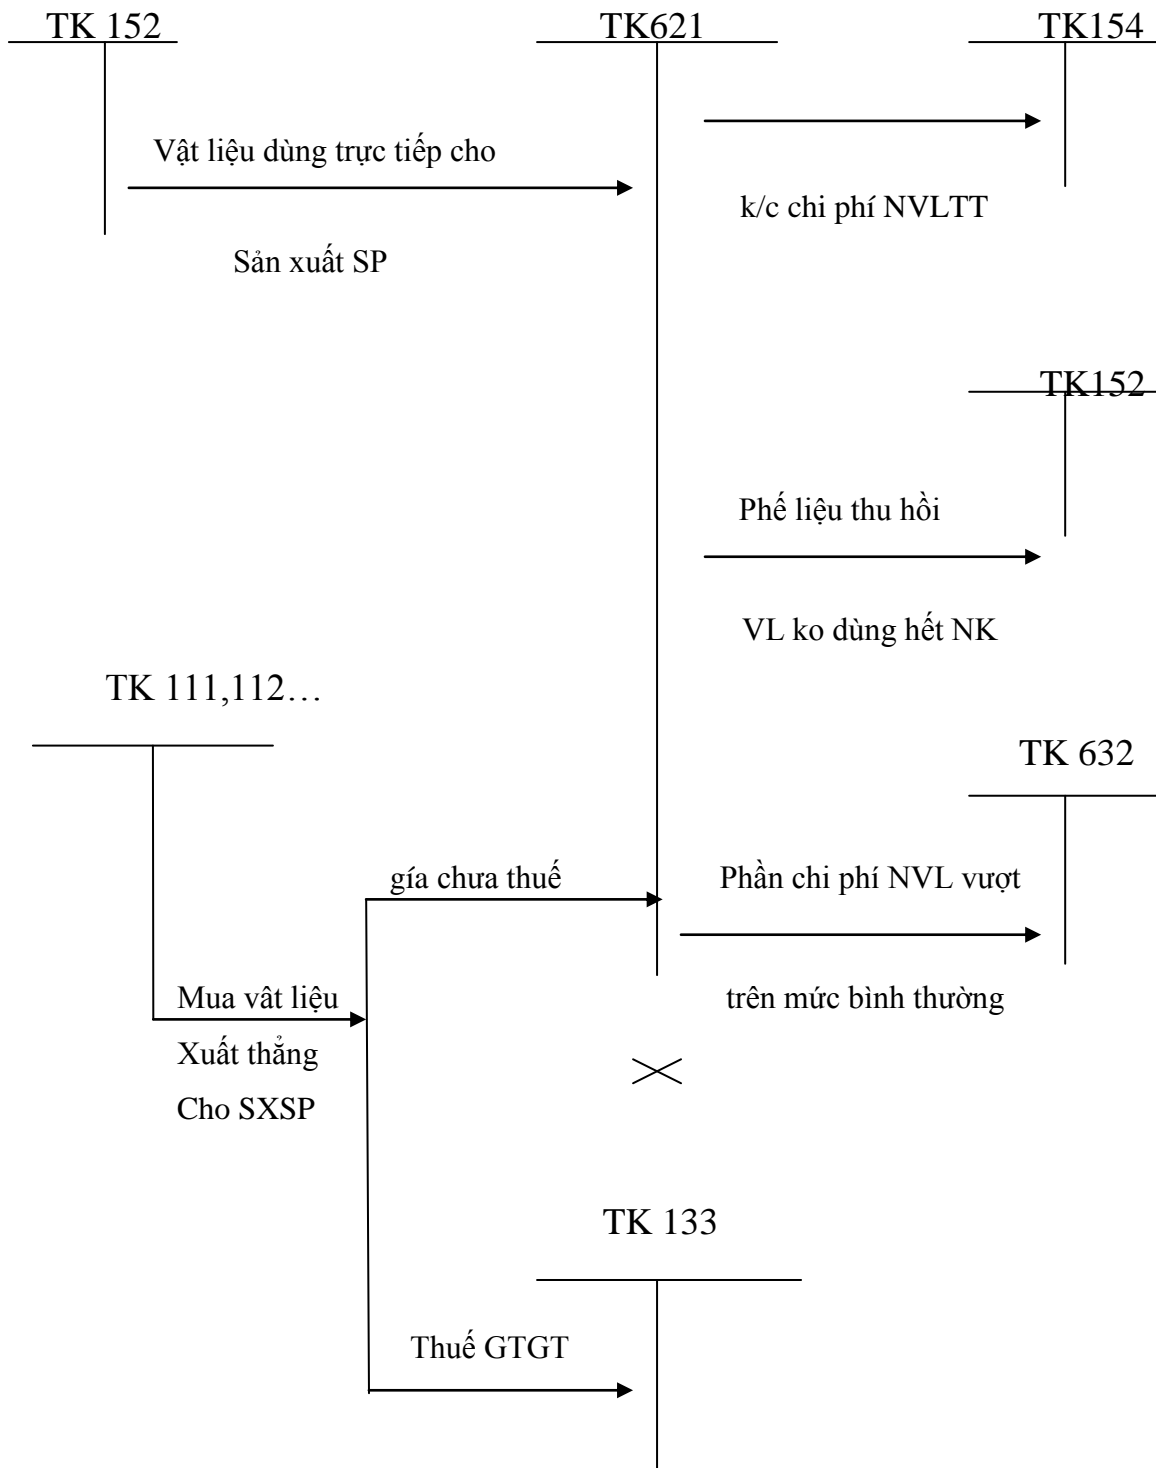 TK 152
TK621
TK154
Vật liệu dùng trực tiếp cho
k/c chi phí NVLTT
Sản xuất SP
TK152
Phế liệu thu hồi
VL ko dùng hết NK
TK 111,112…
TK 632
gía chưa thuế
Phần chi phí NVL vượt
Mua vât liệu
trên mức bình thường
Xuất thẳng
Cho SXSP
TK 133
Thuế GTGT